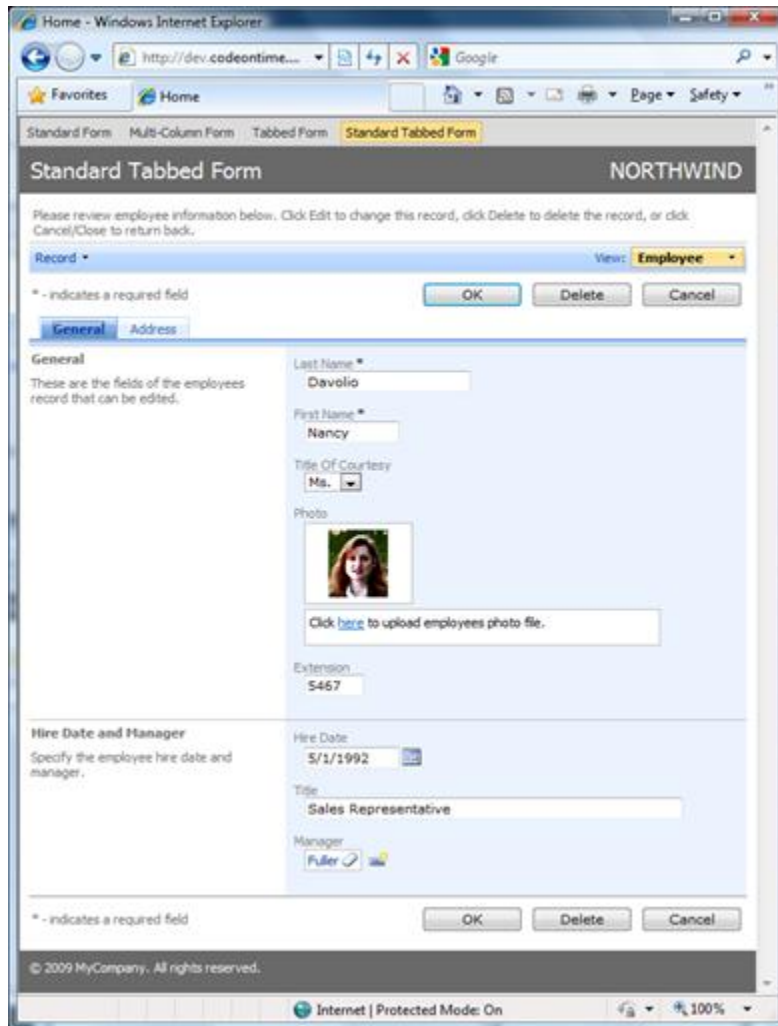 Home - Windows Internet Explorer
http://dev.codeontime.... Google
Favorites Home Page Safety
Standard Form Multi-Column Form Tabbed Form Standard Tabbed Form
Standard Tabbed Form NORTHWIND
Please review employee information below. Click Edit to change this record, click Delete to delete the record, or click
Cancel/Close to return back.
Record View: Employee
* - indicates a required field OK Delete Cancel
General Address
General
These are the fields of the employees
record that can be edited.
Last Name *
Davolio
First Name *
Nancy
Title Of Courtesy
Ms.
Photo
Click here to upload employees photo file.
Extension
5467
Hire Date and Manager
Specify the employee hire date and
manager.
Hire Date
5/1/1992
Title
Sales Representative
Manager
Fuller
* - indicates a required field OK Delete Cancel
© 2009 MyCompany. All rights reserved.
Internet | Protected Mode: On 100%